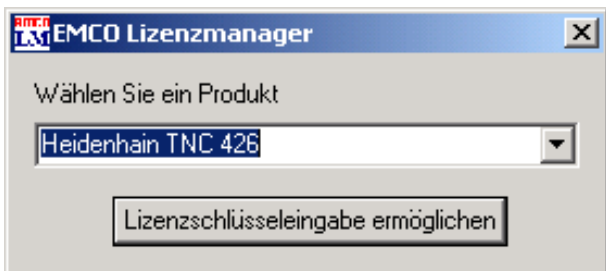 EMCO Lizenzmanager
Wählen Sie ein Produkt
Heidenhain TNC 426
Lizenzschlüsseleingabe ermöglichen